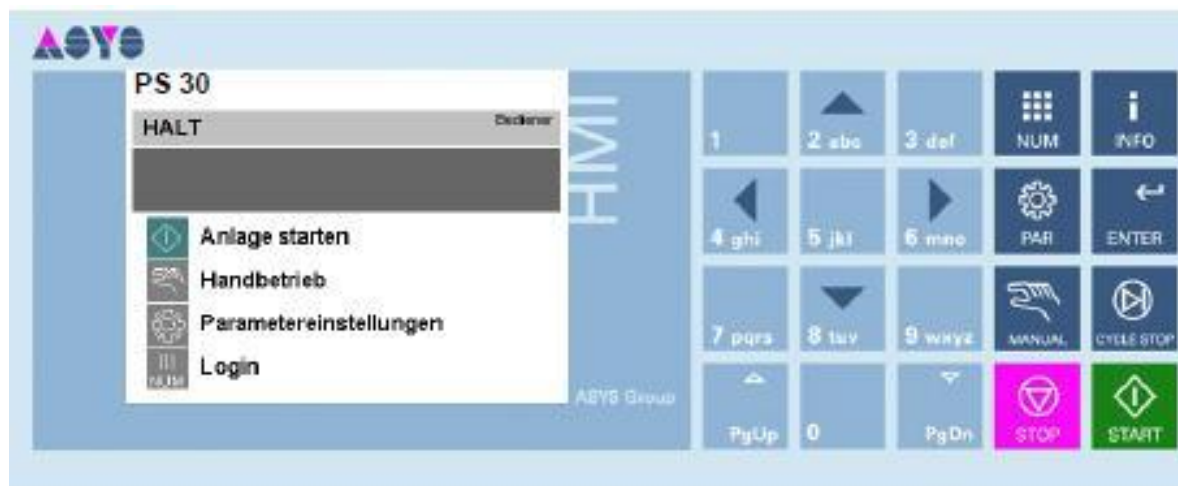 ASYS
PS 30
HALT Bediener
Anlage starten
Handbetrieb
Parametereinstellungen
NUM Login
HMI
ASYS Group
1 2 abc 3 def NUM INFO
4 ghi 5 jkl 6 mno PAR ENTER
7 pqrs 8 tuv 9 wxyz MANUAL CYCLE STOP
PgUp 0 PgDn STOP START